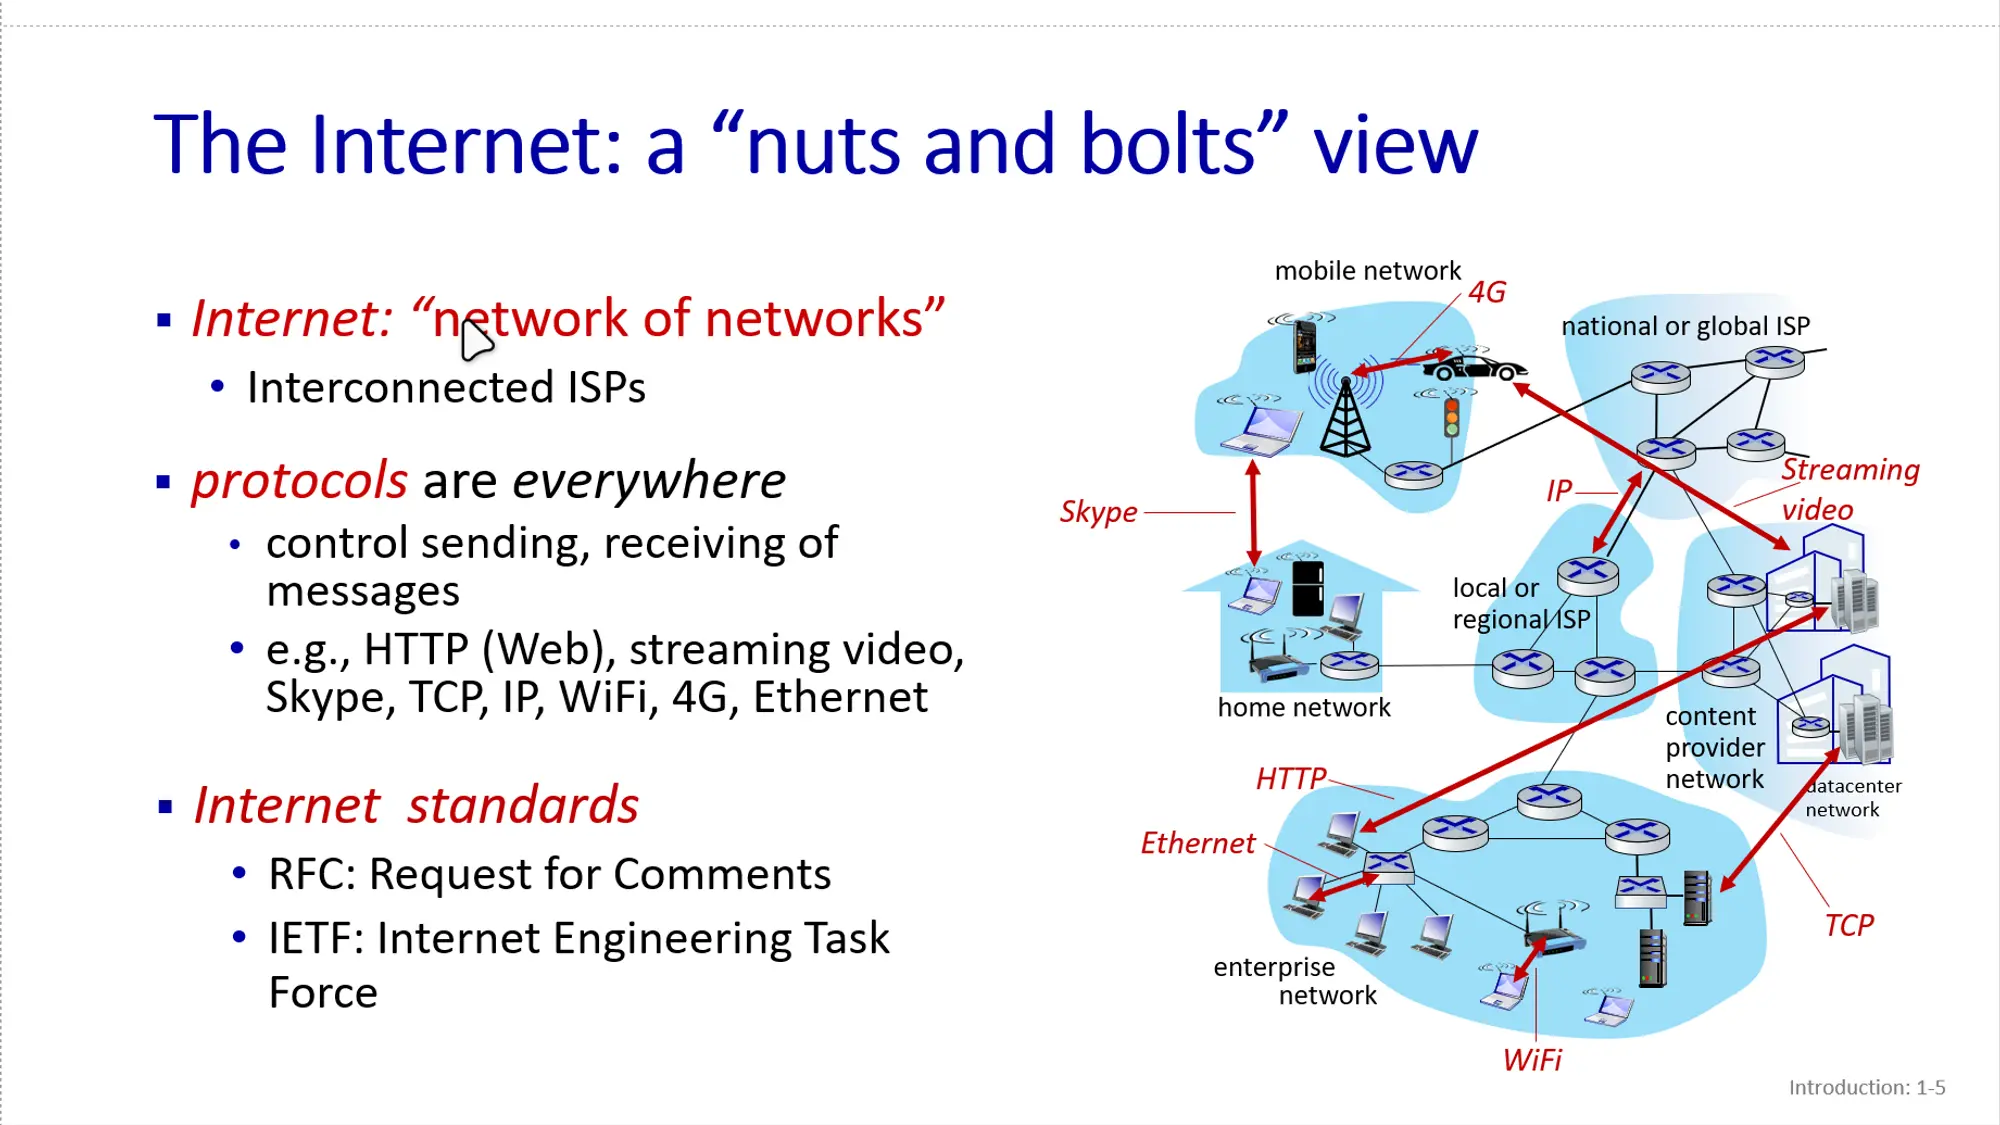 The Internet: a “nuts and bolts” view
▪ Internet: “network of networks”
• Interconnected ISPs
▪ protocols are everywhere
• control sending, receiving of
messages
• e.g., HTTP (Web), streaming video,
Skype, TCP, IP, WiFi, 4G, Ethernet
▪ Internet standards
• RFC: Request for Comments
• IETF: Internet Engineering Task
Force
mobile network
4G
national or global ISP
Streaming
video
IP
Skype
local or
regional ISP
home network
content
provider
network
datacenter
network
HTTP
Ethernet
TCP
enterprise
network
WiFi
Introduction: 1-5